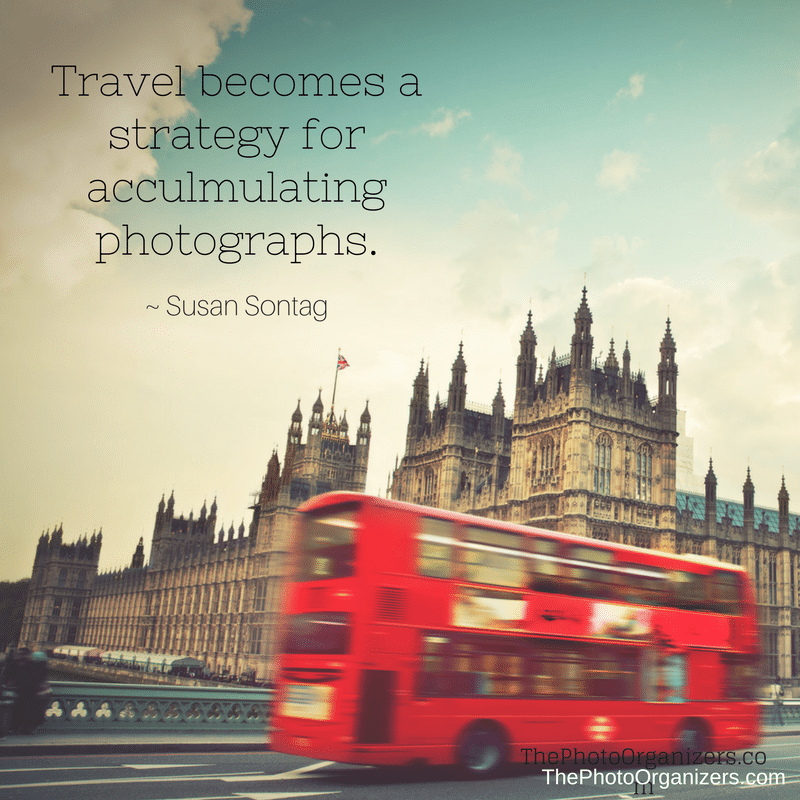 Travel becomes a
strategy for
acculmulating
photographs.
~ Susan Sontag
ThePhotoOrganizers.co
m
ThePhotoOrganizers.com